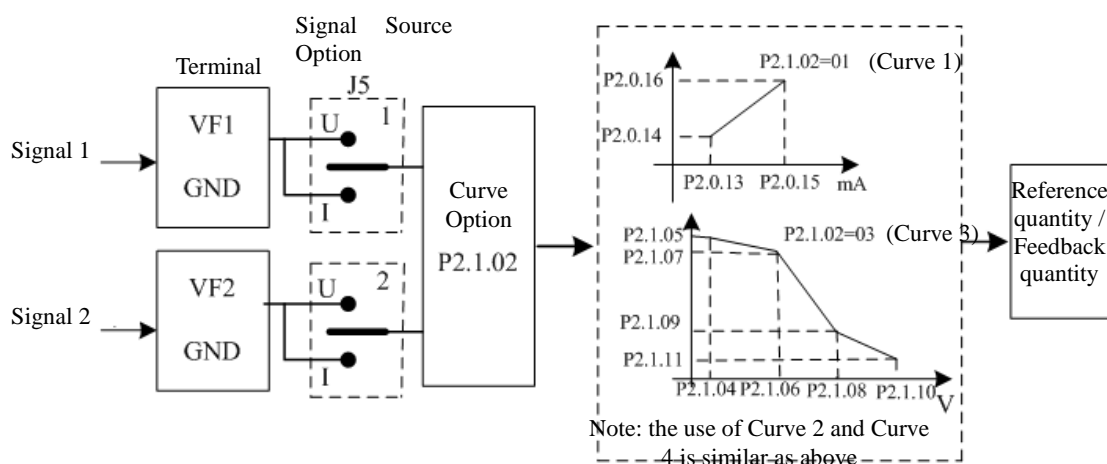 Signal Source
Option
Terminal
J5
Signal 1
VF1
GND
U
1
I
Signal 2
VF2
GND
U
2
I
Curve
Option
P2.1.02
P2.1.02=01 (Curve 1)
P2.0.16
P2.0.14
P2.0.13 P2.0.15 mA
P2.1.02=03 (Curve 3)
P2.1.05
P2.1.07
P2.1.09
P2.1.11
P2.1.04 P2.1.06 P2.1.08 P2.1.10 V
Note: the use of Curve 2 and Curve
4 is similar as above
Reference
quantity /
Feedback
quantity